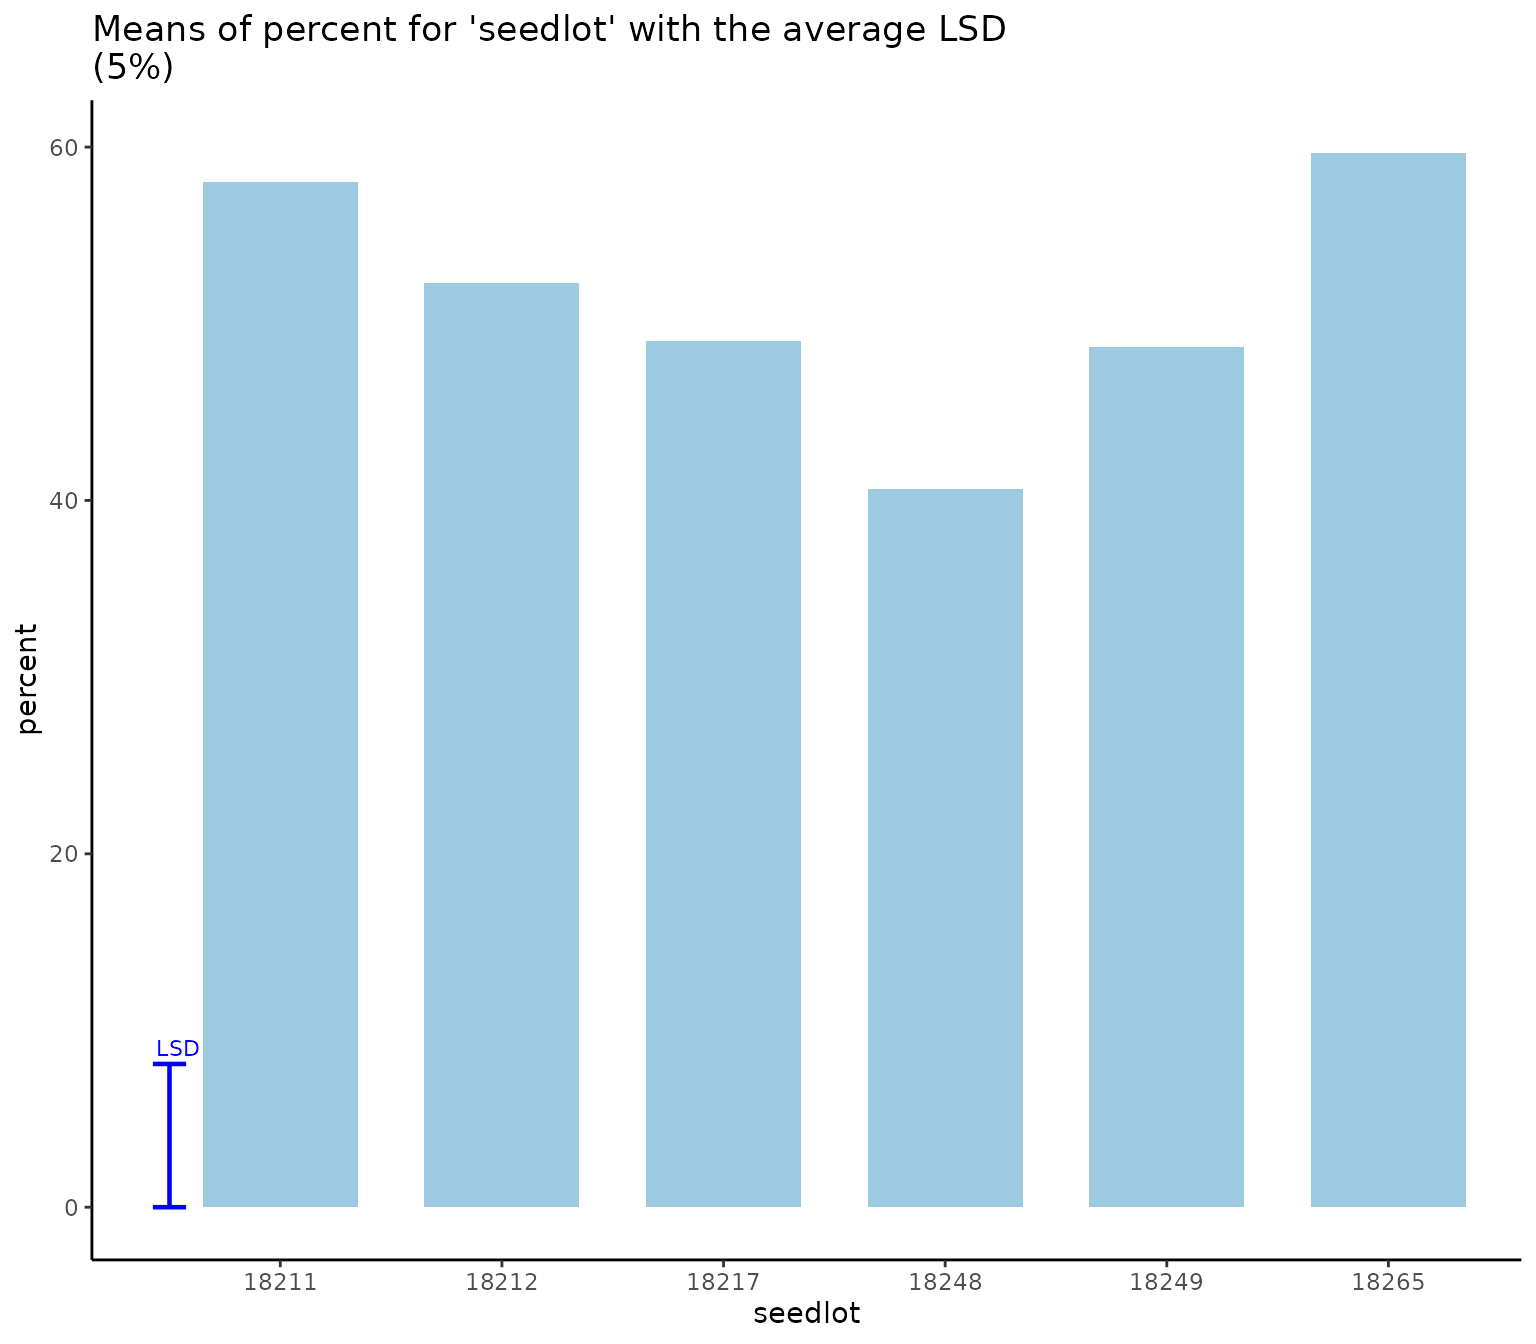 Means of percent for 'seedlot' with the average LSD
(5%)
60
40
20
0
percent
LSD
18211
18212
18217
18248
18249
18265
seedlot